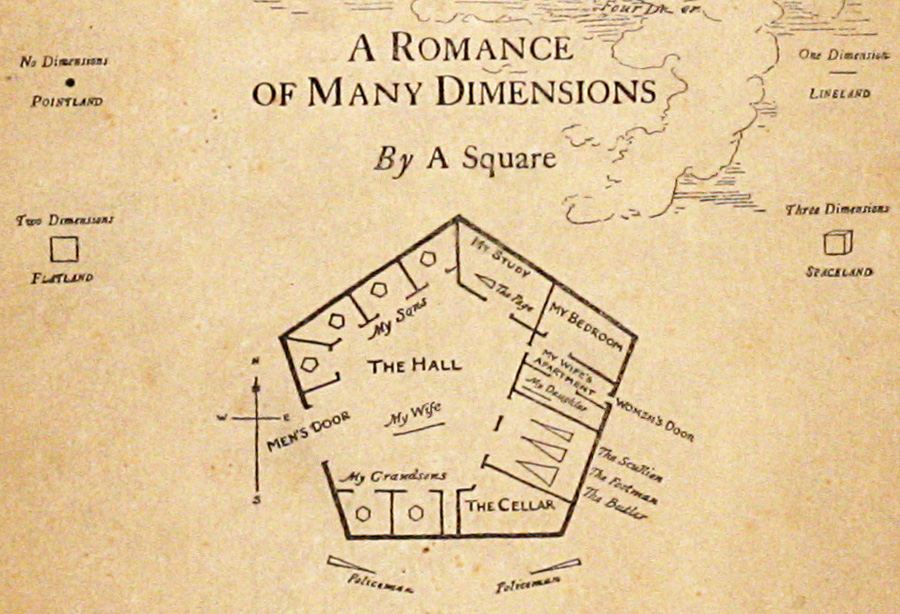 No Dimensions
POINTLAND
A ROMANCE
OF MANY DIMENSIONS
By A Square
One Dimension
LINELAND
Two Dimensions
FLATLAND
Three Dimensions
SPACELAND
MY STUDY
The Page
MY BEDROOM
My Sons
THE HALL
MY WIFE'S
APARTMENT
My Daughter
WOMEN'S DOOR
My Wife
MEN'S DOOR
N
W E
S
The Scullion
The Footman
The Butler
My Grandsons
THE CELLAR
Policeman
Policeman